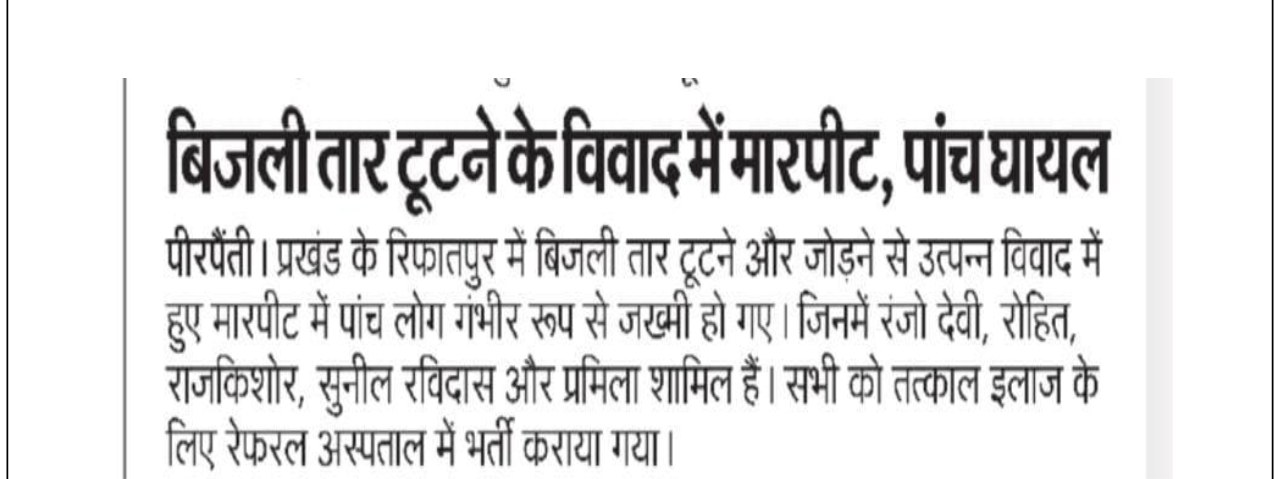 बिजली तार टूटने के विवाद में मारपीट, पांच घायल
पीरपैंती। प्रखंड के रिफातपुर में बिजली तार टूटने और जोड़ने से उत्पन्न विवाद में
हुए मारपीट में पांच लोग गंभीर रूप से जख्मी हो गए। जिनमें रंजो देवी, रोहित,
राजकिशोर, सुनील रविदास और प्रमिला शामिल हैं। सभी को तत्काल इलाज के
लिए रेफरल अस्पताल में भर्ती कराया गया।